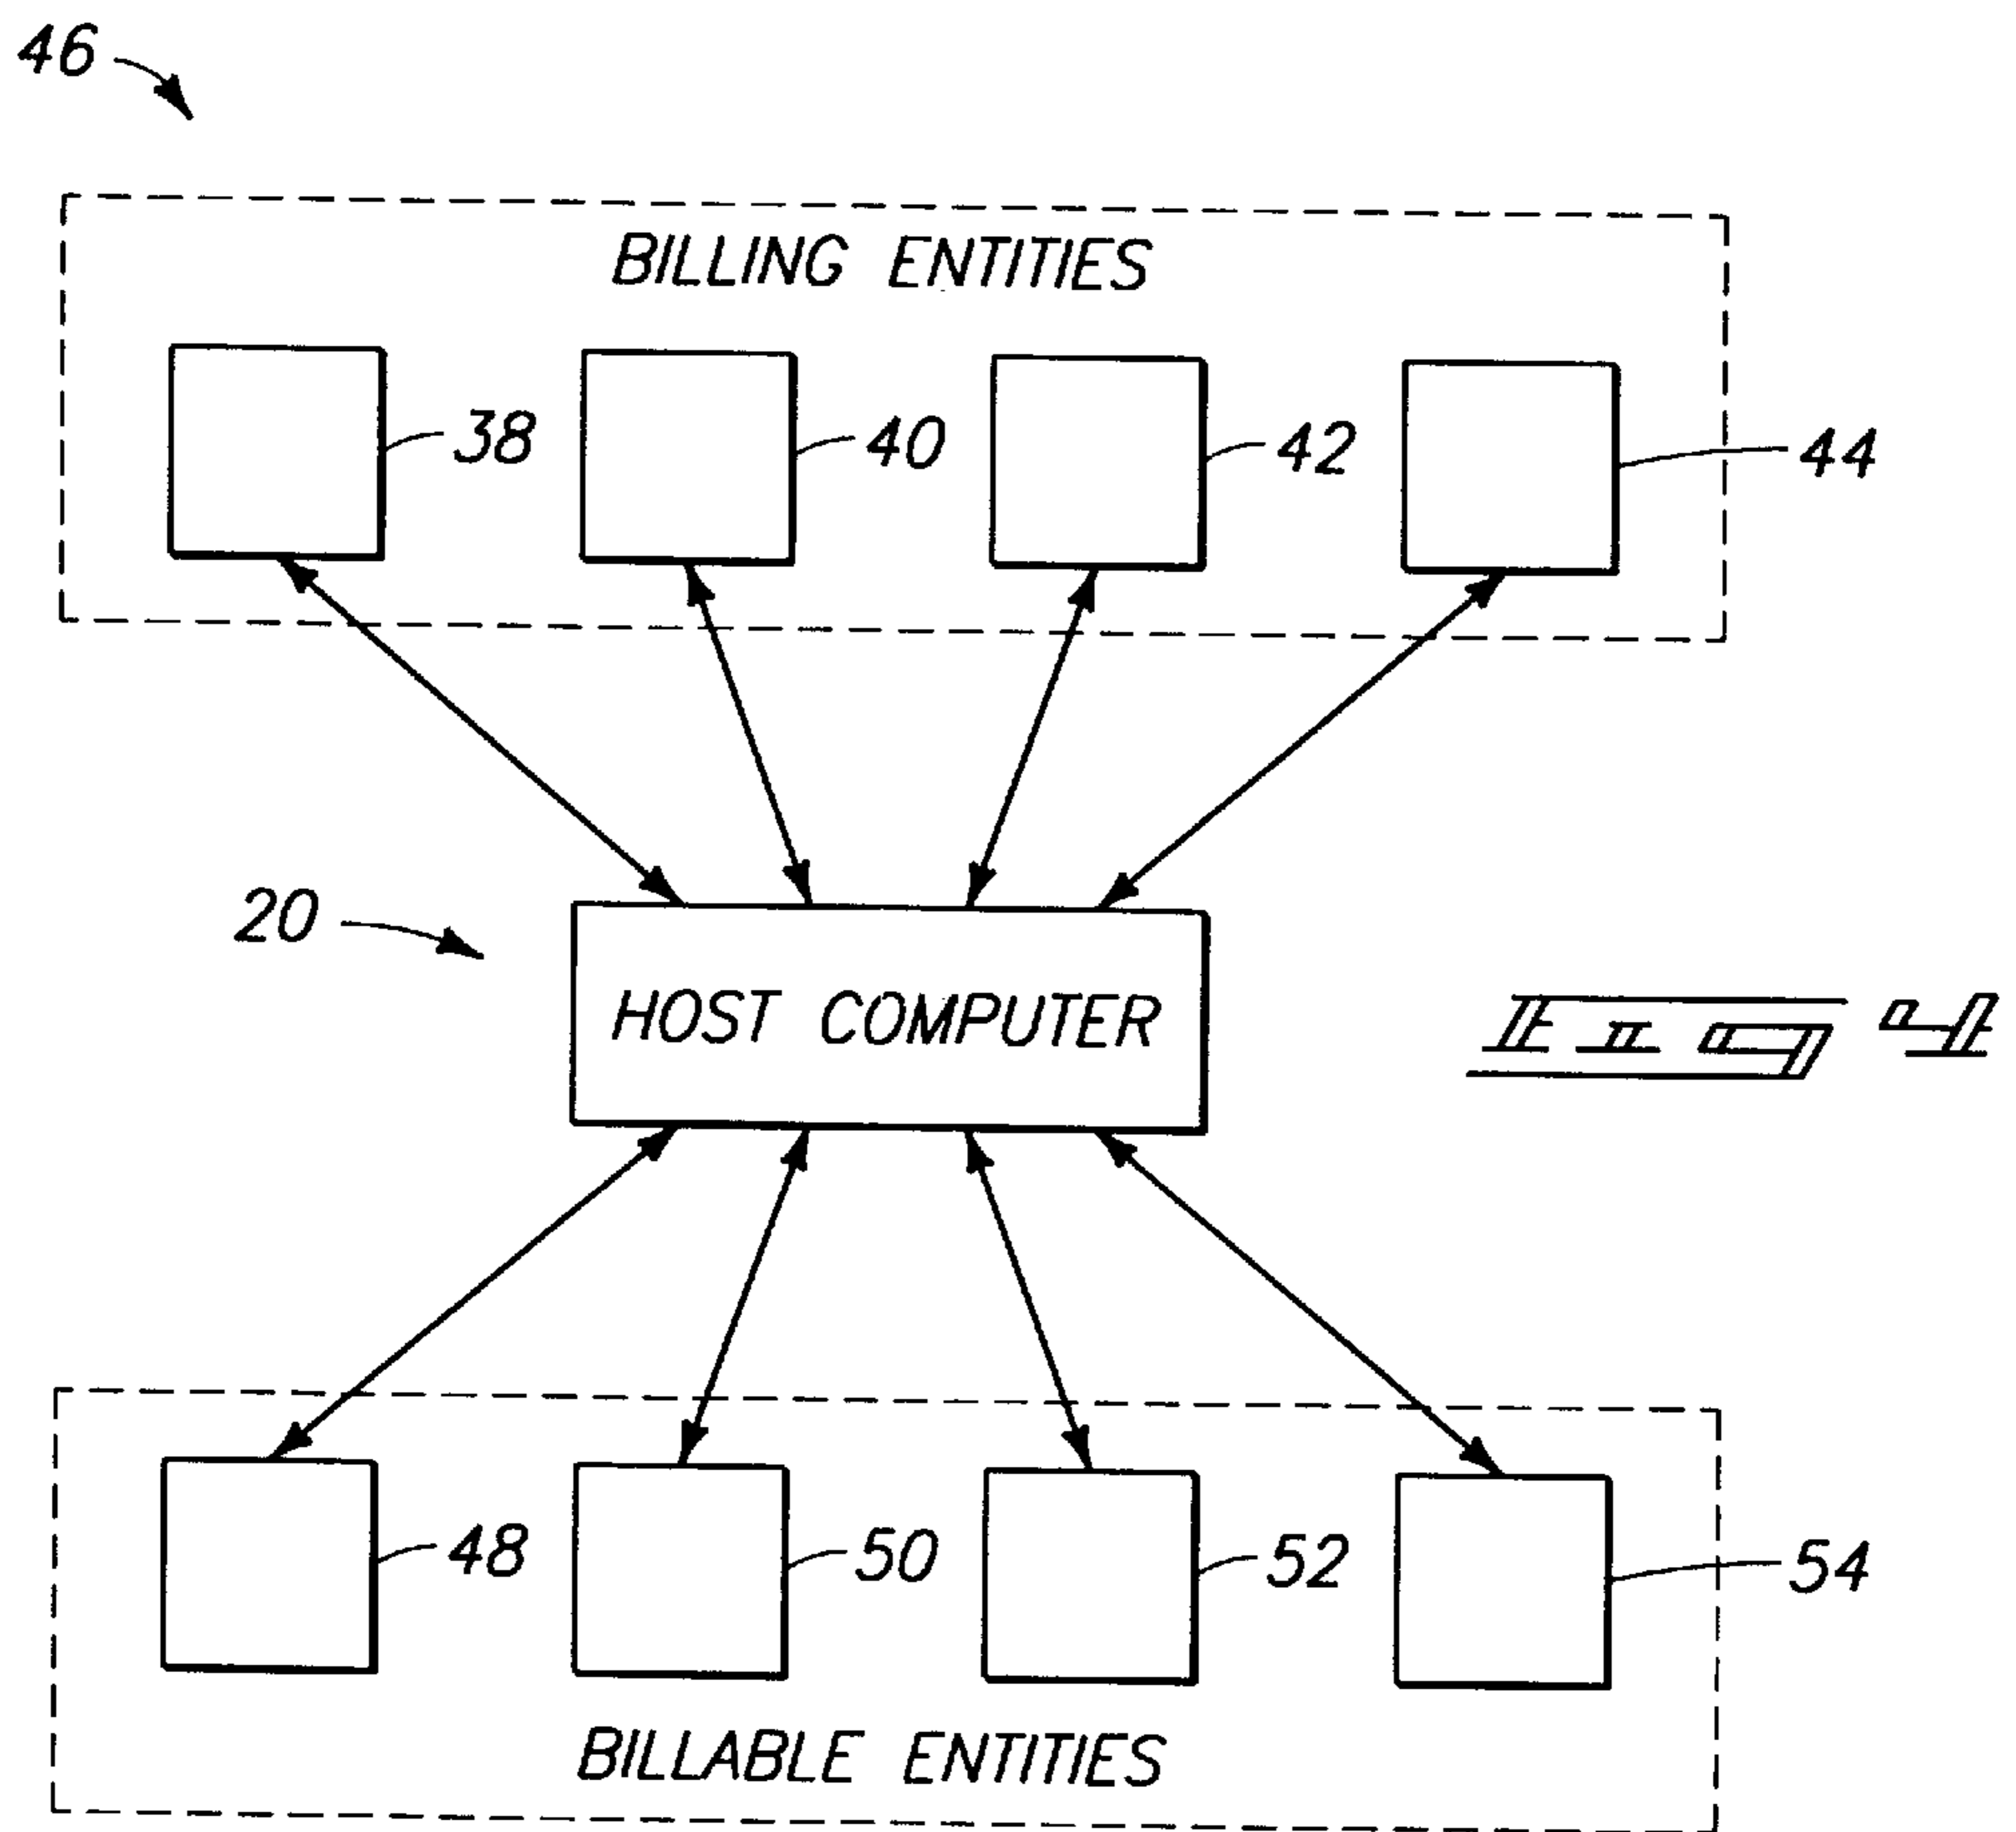 46
BILLING ENTITIES
38
40
42
44
20
HOST COMPUTER
Fig 4
48
50
52
54
BILLABLE ENTITIES